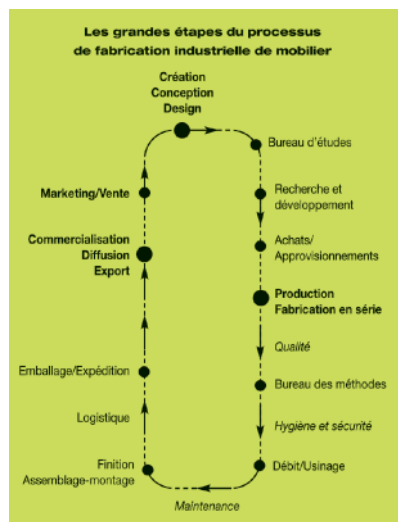 Les grandes étapes du processus
de fabrication industrielle de mobilier
Création
Conception
Design
Bureau d'études
Recherche et
développement
Achats/
Approvisionnements
Production
Fabrication en série
Qualité
Bureau des méthodes
Hygiène et sécurité
Débit/Usinage
Maintenance
Finition
Assemblage-montage
Logistique
Emballage/Expédition
Commercialisation
Diffusion
Export
Marketing/Vente